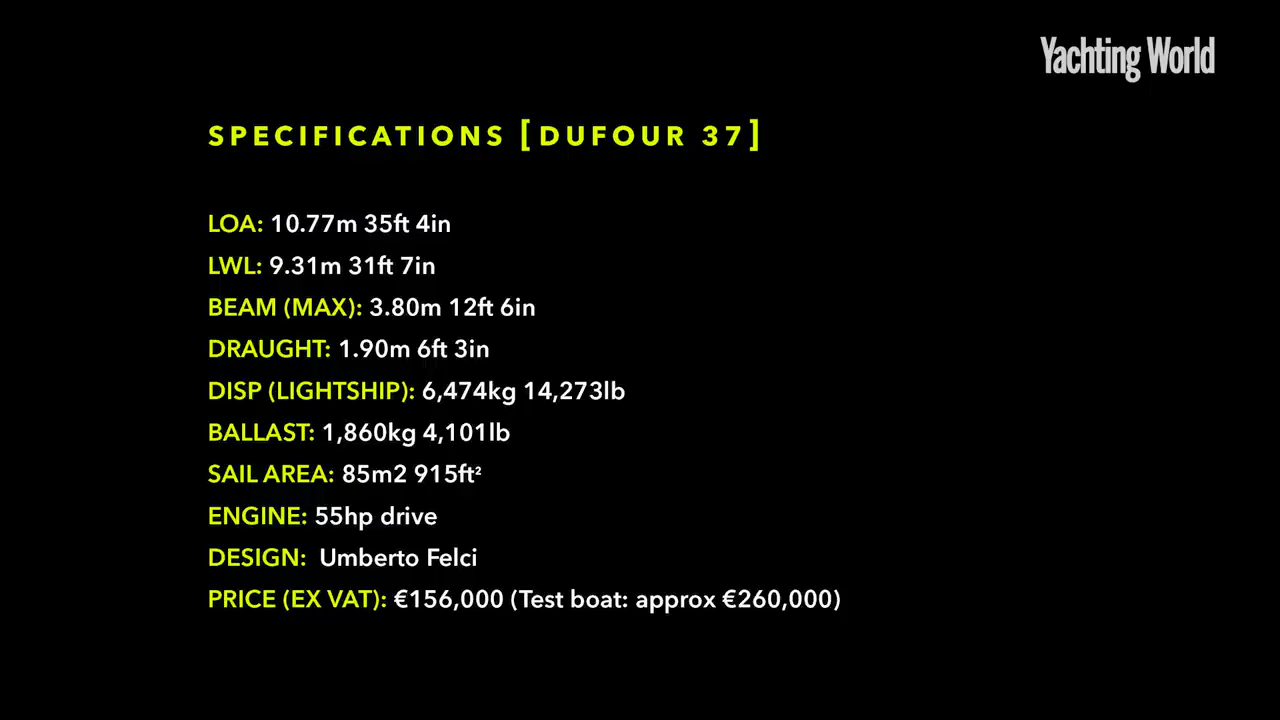 Yachting World
SPECIFICATIONS [DUFOUR 37]
LOA: 10.77m 35ft 4in
LWL: 9.31m 31ft 7in
BEAM (MAX): 3.80m 12ft 6in
DRAUGHT: 1.90m 6ft 3in
DISP (LIGHTSHIP): 6,474kg 14,273lb
BALLAST: 1,860kg 4,101lb
SAIL AREA: 85m2 915ft²
ENGINE: 55hp drive
DESIGN: Umberto Felci
PRICE (EX VAT): €156,000 (Test boat: approx €260,000)